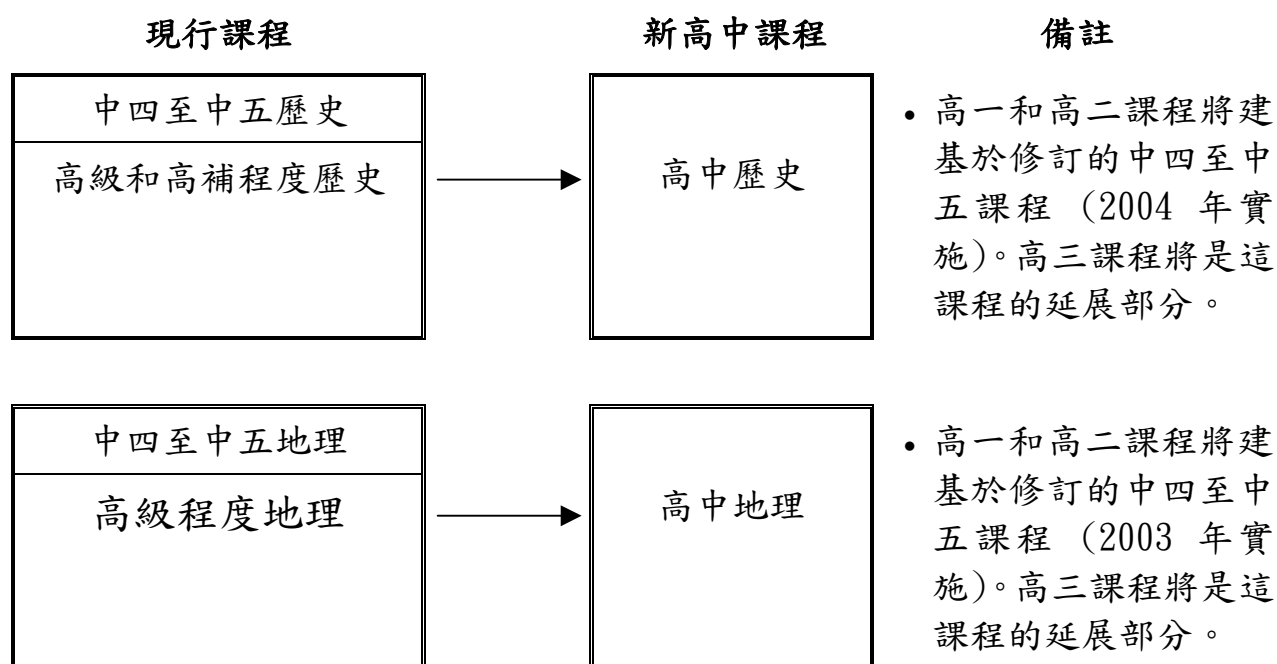 現行課程 新高中課程 備註
中四至中五歷史
高級和高補程度歷史
高中歷史
• 高一和高二課程將建
基於修訂的中四至中
五課程 (2004 年實
施)。高三課程將是這
課程的延展部分。
中四至中五地理
高級程度地理
高中地理
• 高一和高二課程將建
基於修訂的中四至中
五課程 (2003 年實
施)。高三課程將是這
課程的延展部分。